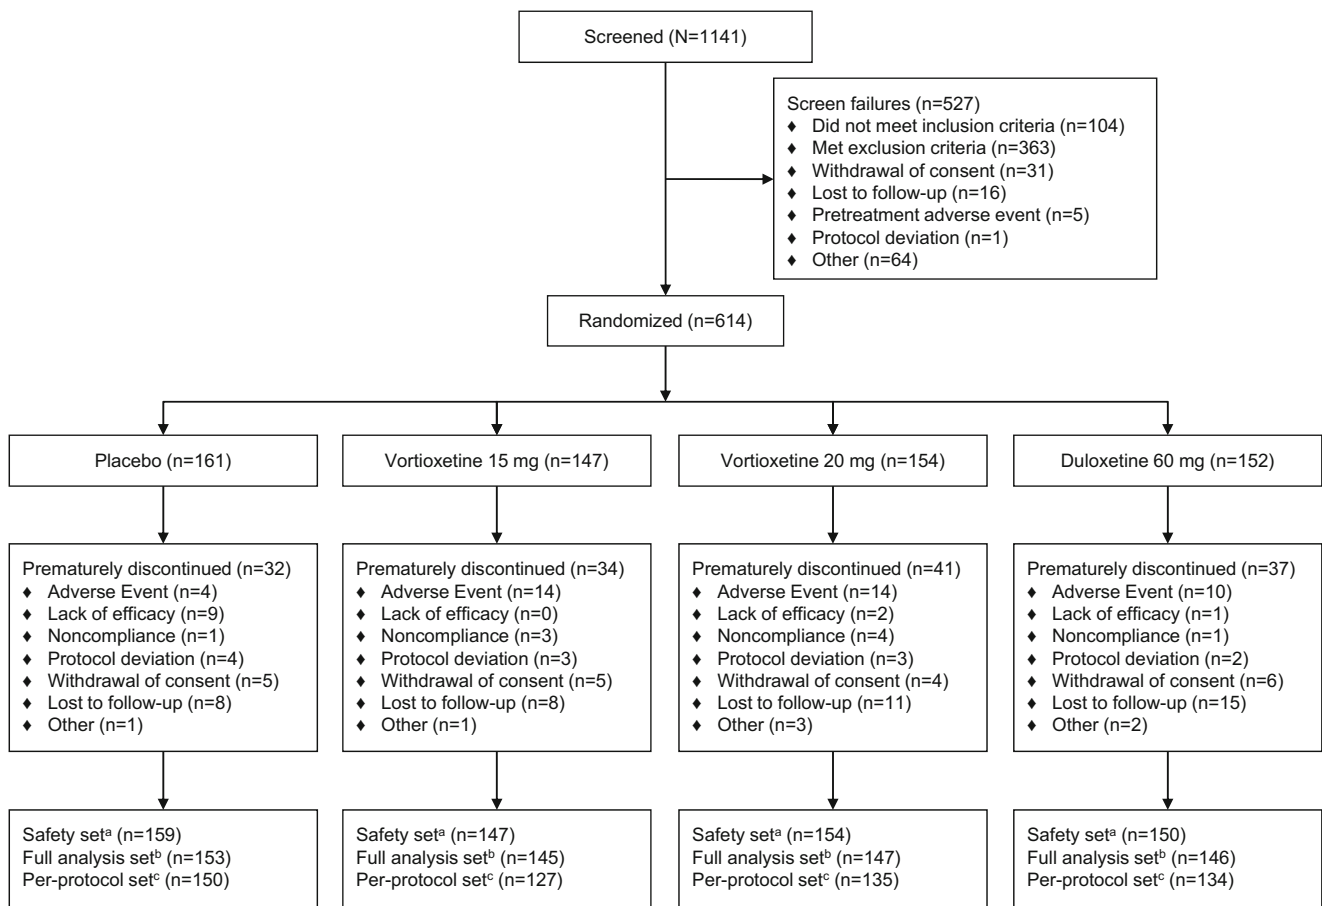 Screened (N=1141)
Screen failures (n=527)
♦ Did not meet inclusion criteria (n=104)
♦ Met exclusion criteria (n=363)
♦ Withdrawal of consent (n=31)
♦ Lost to follow-up (n=16)
♦ Pretreatment adverse event (n=5)
♦ Protocol deviation (n=1)
♦ Other (n=64)
Randomized (n=614)
Placebo (n=161)
Vortioxetine 15 mg (n=147)
Vortioxetine 20 mg (n=154)
Duloxetine 60 mg (n=152)
Prematurely discontinued (n=32)
♦ Adverse Event (n=4)
♦ Lack of efficacy (n=9)
♦ Noncompliance (n=1)
♦ Protocol deviation (n=4)
♦ Withdrawal of consent (n=5)
♦ Lost to follow-up (n=8)
♦ Other (n=1)
Prematurely discontinued (n=34)
♦ Adverse Event (n=14)
♦ Lack of efficacy (n=0)
♦ Noncompliance (n=3)
♦ Protocol deviation (n=3)
♦ Withdrawal of consent (n=5)
♦ Lost to follow-up (n=8)
♦ Other (n=1)
Prematurely discontinued (n=41)
♦ Adverse Event (n=14)
♦ Lack of efficacy (n=2)
♦ Noncompliance (n=4)
♦ Protocol deviation (n=3)
♦ Withdrawal of consent (n=4)
♦ Lost to follow-up (n=11)
♦ Other (n=3)
Prematurely discontinued (n=37)
♦ Adverse Event (n=10)
♦ Lack of efficacy (n=1)
♦ Noncompliance (n=1)
♦ Protocol deviation (n=2)
♦ Withdrawal of consent (n=6)
♦ Lost to follow-up (n=15)
♦ Other (n=2)
Safety setᵃ (n=159)
Full analysis setᵇ (n=153)
Per-protocol setᶜ (n=150)
Safety setᵃ (n=147)
Full analysis setᵇ (n=145)
Per-protocol setᶜ (n=127)
Safety setᵃ (n=154)
Full analysis setᵇ (n=147)
Per-protocol setᶜ (n=135)
Safety setᵃ (n=150)
Full analysis setᵇ (n=146)
Per-protocol setᶜ (n=134)